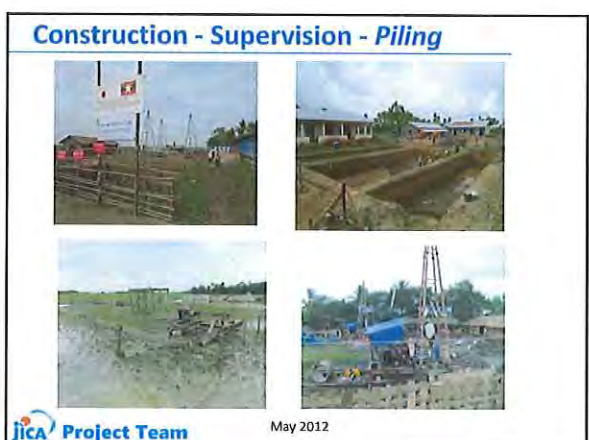 Construction - Supervision - Piling
jica Project Team
May 2012